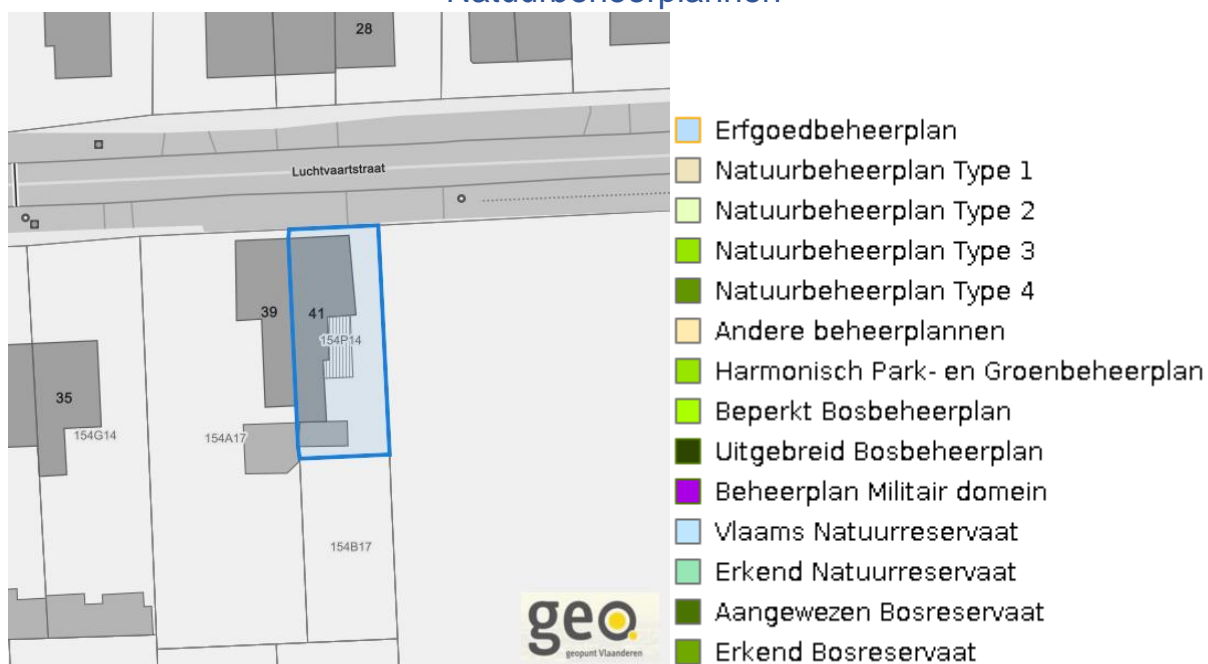 Natuurbeheerplannen
28
Luchtvaartstraat
39
41
154P14
35
154G14
154A17
154B17
geo
geopunt Vlaanderen
Erfgoedbeheerplan
Natuurbeheerplan Type 1
Natuurbeheerplan Type 2
Natuurbeheerplan Type 3
Natuurbeheerplan Type 4
Andere beheerplannen
Harmonisch Park- en Groenbeheerplan
Beperkt Bosbeheerplan
Uitgebreid Bosbeheerplan
Beheerplan Militair domein
Vlaams Natuurreservaat
Erkend Natuurreservaat
Aangewezen Bosreservaat
Erkend Bosreservaat